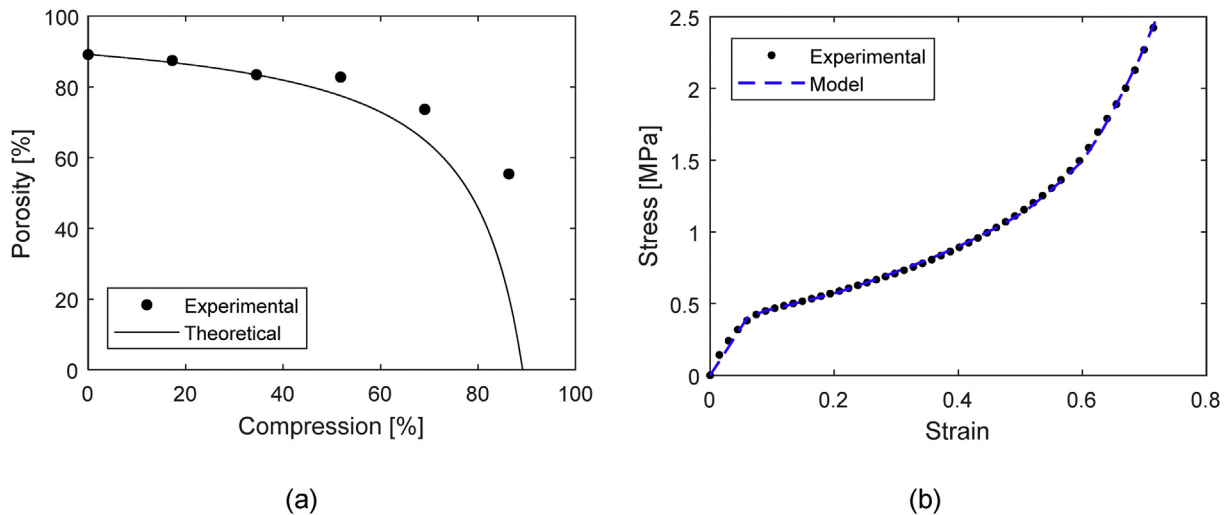 100
80
60
40
20
0
Porosity [%]
Experimental
Theoretical
0 20 40 60 80 100
Compression [%]
(a)
2.5
2
1.5
1
0.5
0
Stress [MPa]
Experimental
Model
0 0.2 0.4 0.6 0.8
Strain
(b)